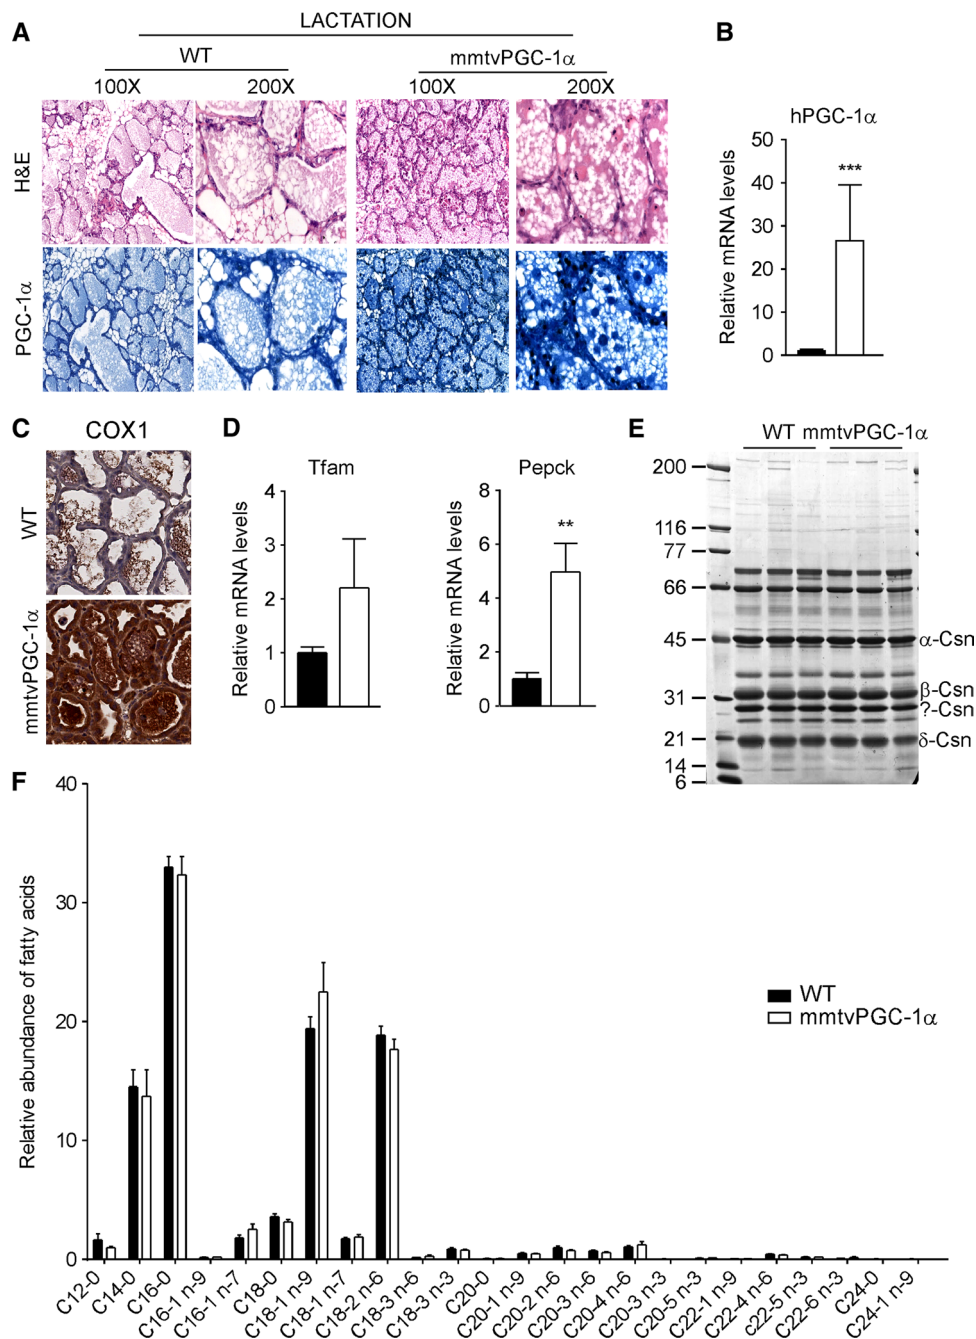 A
LACTATION
WT
mmtvPGC-1α
100X
200X
100X
200X
H&E
PGC-1α
B
hPGC-1α
Relative mRNA levels
50
40
30
20
10
0
***
C
COX1
WT
mmtvPGC-1α
D
Tfam
Relative mRNA levels
4
3
2
1
0
Pepck
Relative mRNA levels
8
6
4
2
0
**
E
WT mmtvPGC-1α
200
116
77
66
45
31
21
14
6
α-Csn
β-Csn
?-Csn
δ-Csn
F
Relative abundance of fatty acids
40
30
20
10
0
WT
mmtvPGC-1α
C12-0
C14-0
C16-0
C16-1 n-9
C16-1 n-7
C18-0
C18-1 n-9
C18-1 n-7
C18-2 n-6
C18-3 n-6
C18-3 n-3
C20-0
C20-1 n-9
C20-2 n-6
C20-3 n-6
C20-4 n-6
C20-3 n-3
C20-5 n-3
C22-1 n-9
C22-4 n-6
C22-5 n-3
C22-6 n-3
C24-0
C24-1 n-9